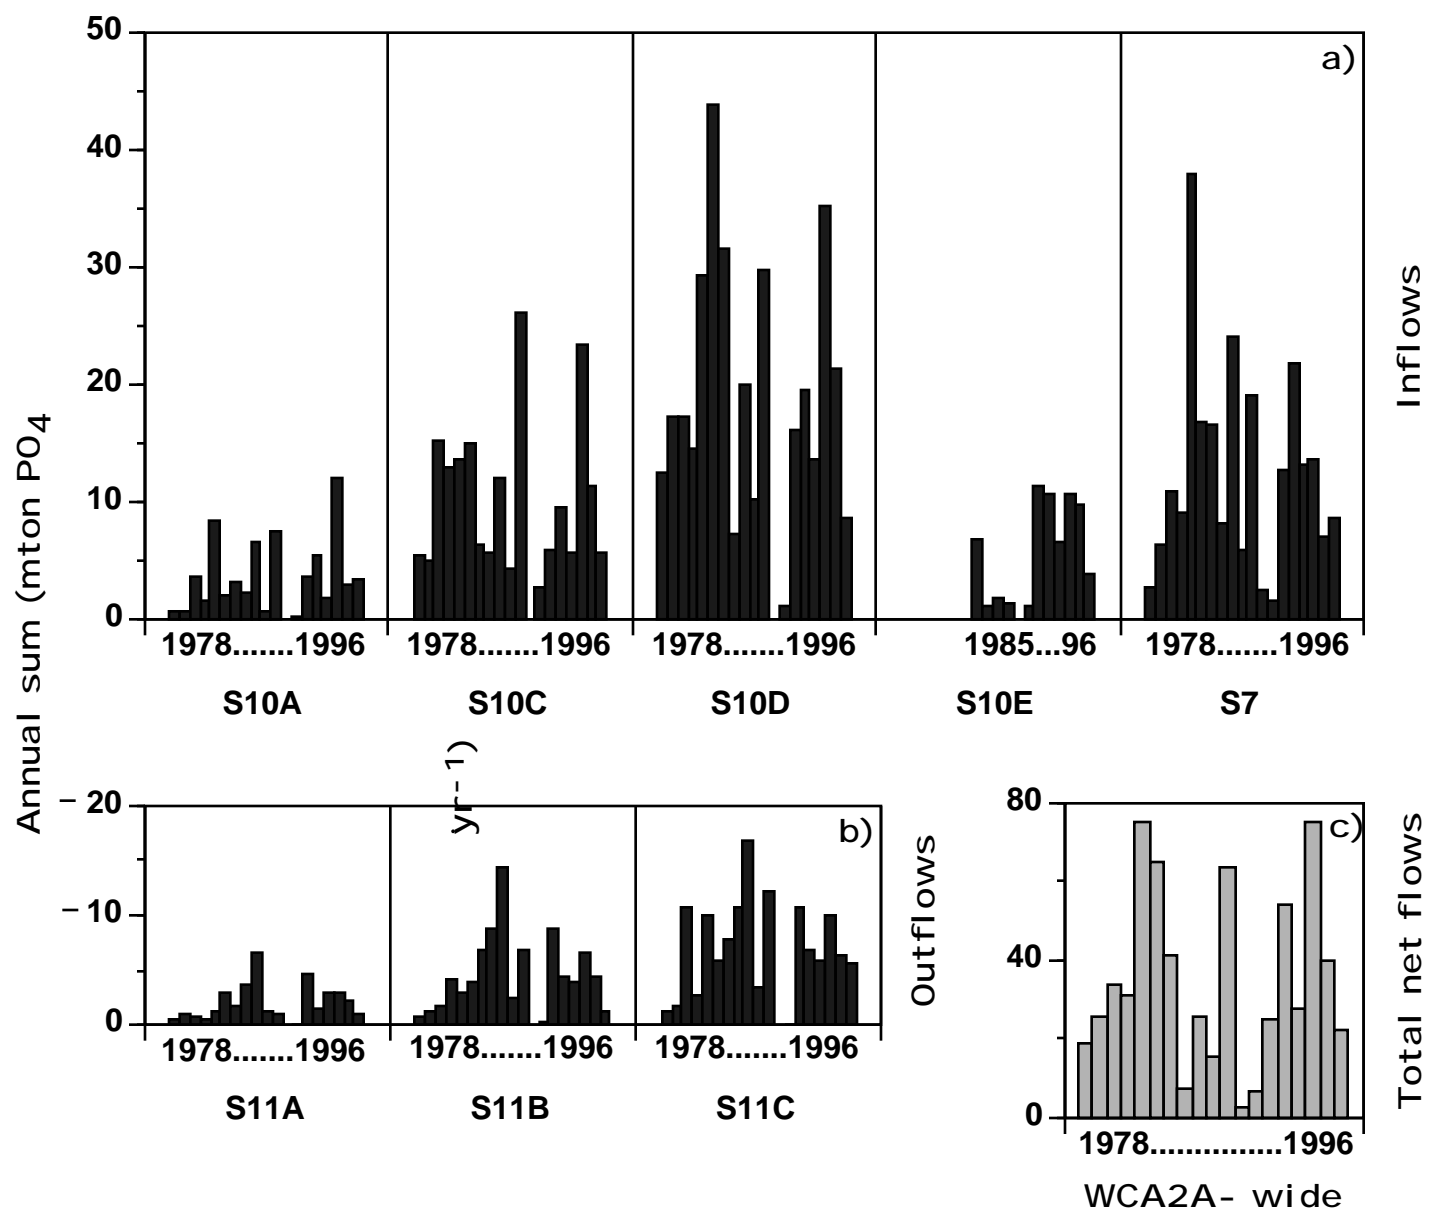 Annual sum (mton PO4
yr-1)
50
40
30
20
10
0
a)
Inflows
1978.......1996
1978.......1996
1978.......1996
1985...96
1978.......1996
S10A
S10C
S10D
S10E
S7
- 20
- 10
0
b)
Outflows
1978.......1996
1978.......1996
1978.......1996
S11A
S11B
S11C
80
40
0
c)
Total net flows
1978...............1996
WCA2A- wide